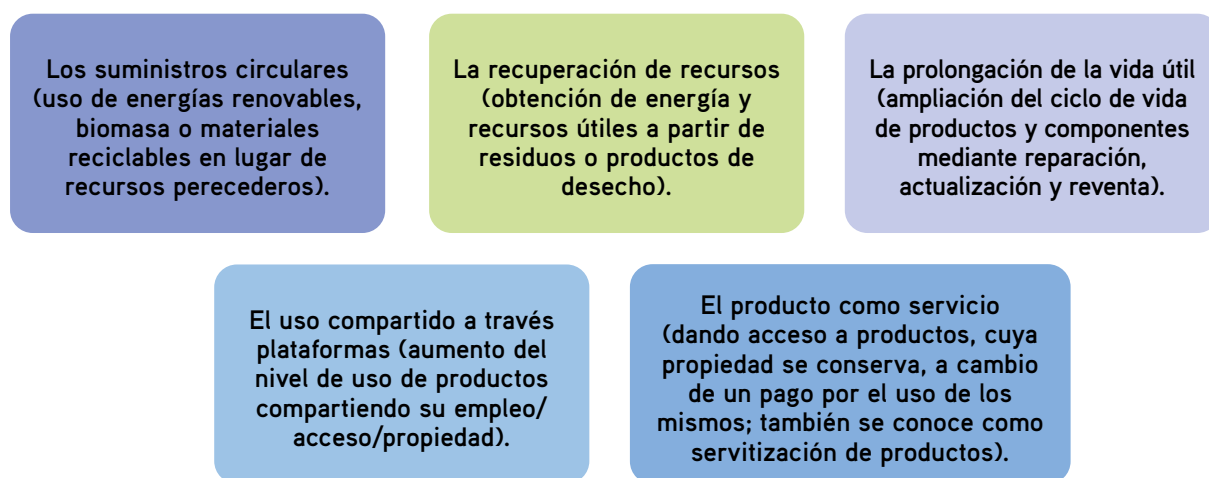 Los suministros circulares
(uso de energías renovables,
biomasa o materiales
reciclables en lugar de
recursos perecederos).
La recuperación de recursos
(obtención de energía y
recursos útiles a partir de
residuos o productos de
desecho).
La prolongación de la vida útil
(ampliación del ciclo de vida
de productos y componentes
mediante reparación,
actualización y reventa).
El uso compartido a través
plataformas (aumento del
nivel de uso de productos
compartiendo su empleo/
acceso/propiedad).
El producto como servicio
(dando acceso a productos, cuya
propiedad se conserva, a cambio
de un pago por el uso de los
mismos; también se conoce como
servitización de productos).